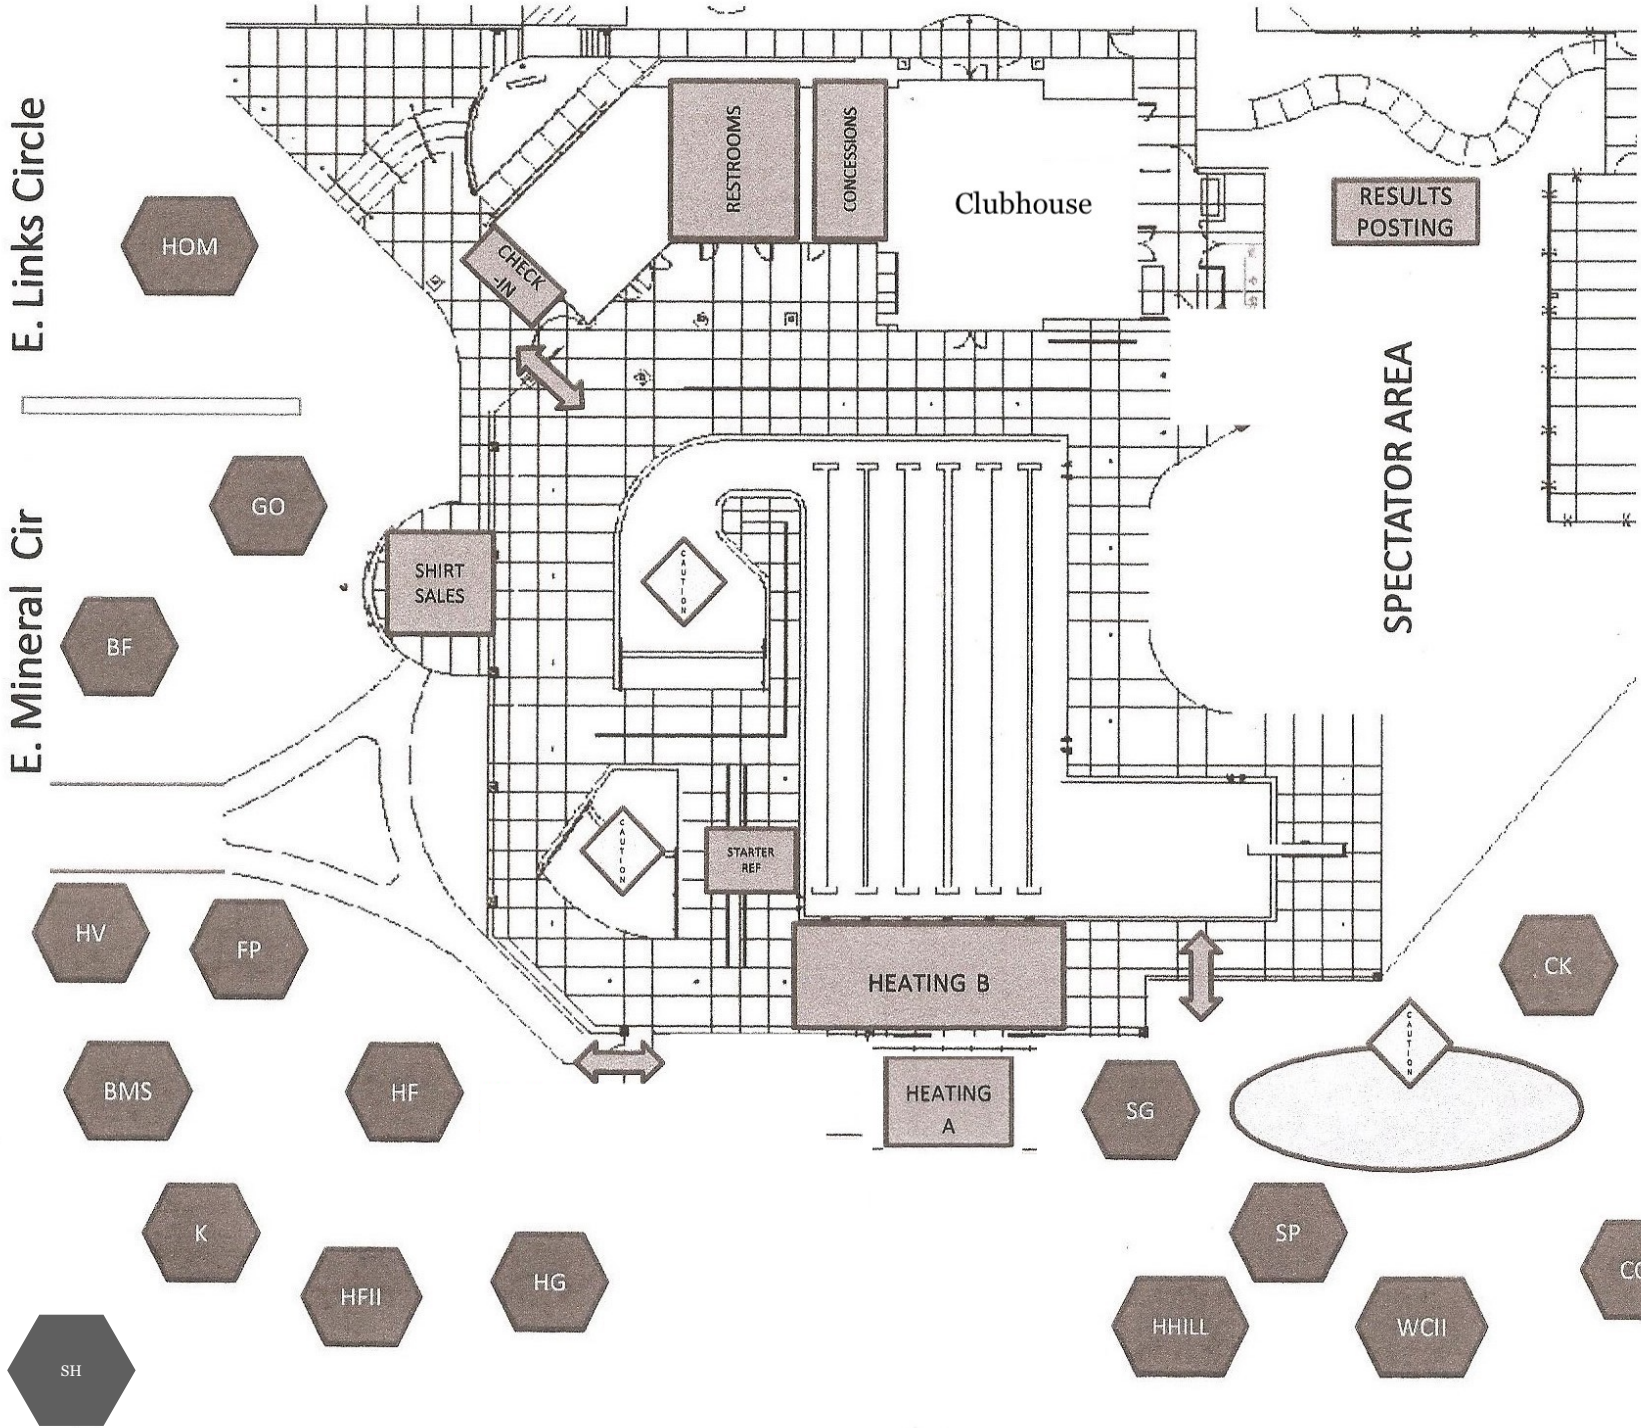 E. Links Circle
HOM
RESTROOMS
CONCESSIONS
Clubhouse
RESULTS
POSTING
CHECK
-IN
SPECTATOR AREA
E. Mineral Cir
GO
SHIRT
SALES
CAUTION
BF
CAUTION
STARTER
REF
HV
FP
HEATING B
CK
CAUTION
BMS
HF
HEATING
A
SG
K
HFII
HG
SP
HHILL
WCII
SH